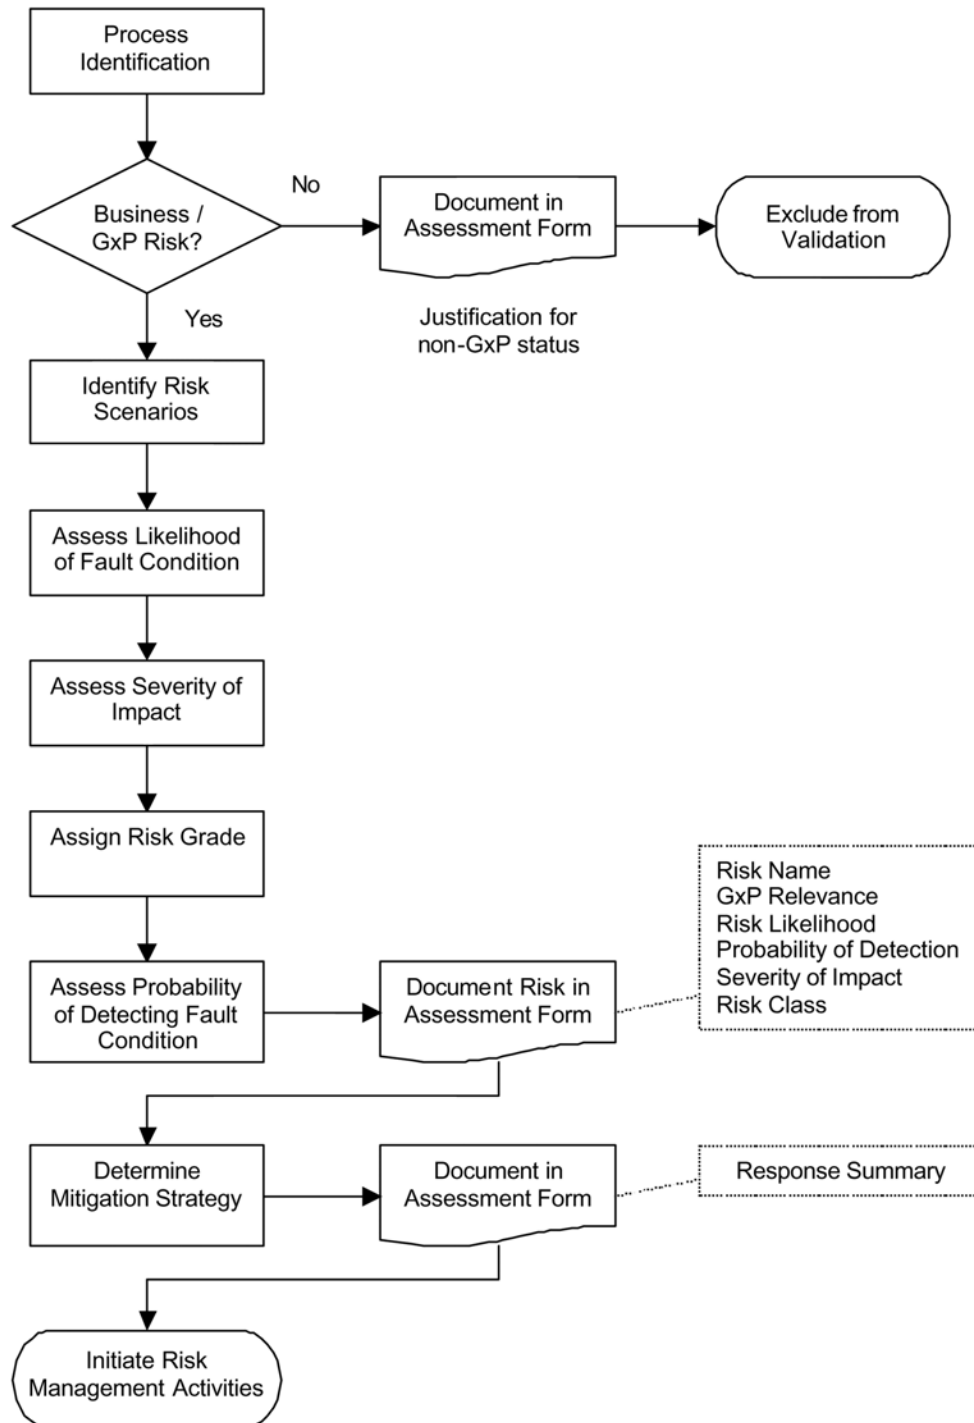 Process
Identification
Business /
GxP Risk?
No
Document in
Assessment Form
Exclude from
Validation
Justification for
non-GxP status
Yes
Identify Risk
Scenarios
Assess Likelihood
of Fault Condition
Assess Severity of
Impact
Assign Risk Grade
Assess Probability
of Detecting Fault
Condition
Document Risk in
Assessment Form
Risk Name
GxP Relevance
Risk Likelihood
Probability of Detection
Severity of Impact
Risk Class
Determine
Mitigation Strategy
Document in
Assessment Form
Response Summary
Initiate Risk
Management Activities